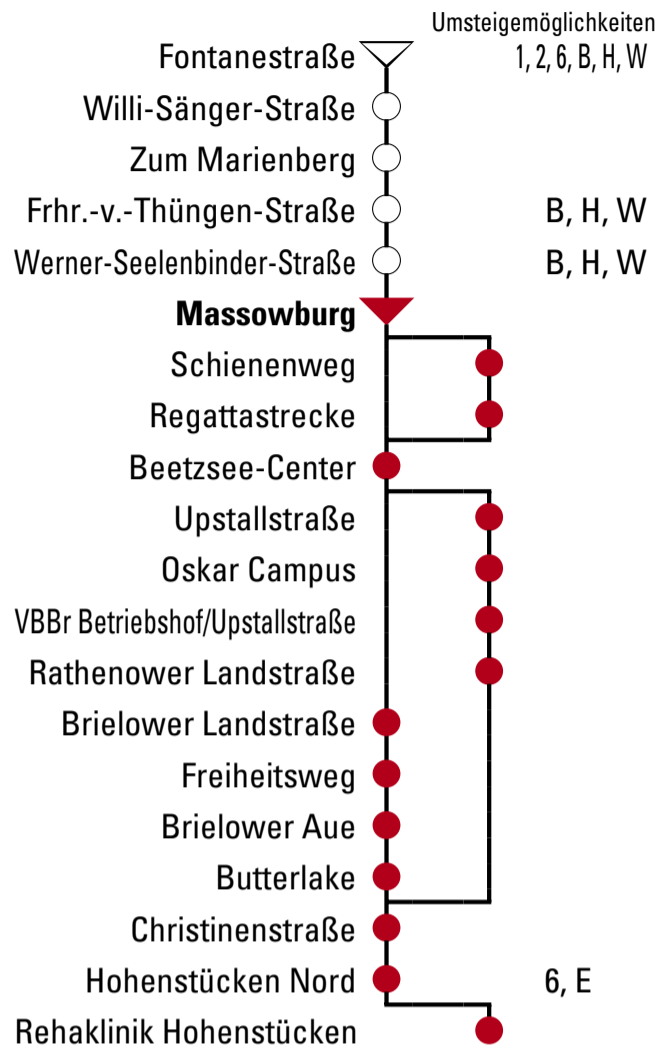 Umsteigemöglichkeiten
Fontanestraße 1, 2, 6, B, H, W
Willi-Sänger-Straße
Zum Marienberg
Frhr.-v.-Thüngen-Straße B, H, W
Werner-Seelenbinder-Straße B, H, W
Massowburg
Schienenweg
Regattastrecke
Beetzsee-Center
Upstallstraße
Oskar Campus
VBBr Betriebshof/Upstallstraße
Rathenower Landstraße
Brielower Landstraße
Freiheitsweg
Brielower Aue
Butterlake
Christinenstraße
Hohenstücken Nord 6, E
Rehaklinik Hohenstücken